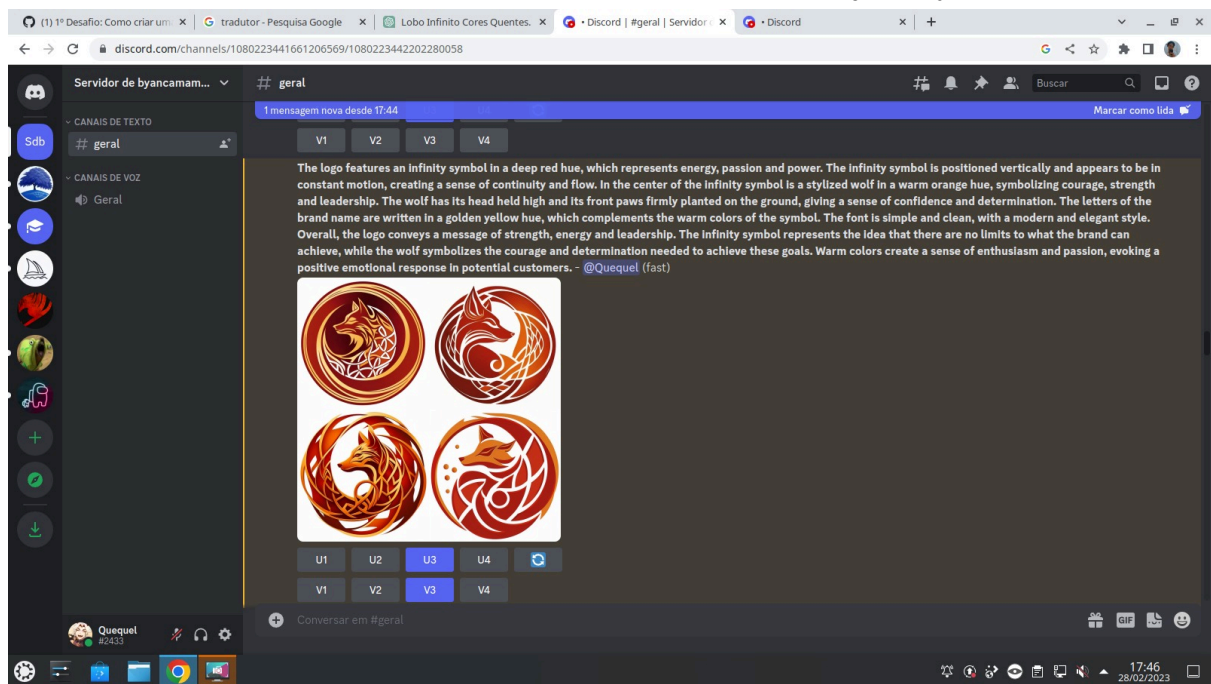 (1) 1º Desafio: Como criar um
tradutor - Pesquisa Google
Lobo Infinito Cores Quentes.
• Discord | #geral | Servidor
• Discord
discord.com/channels/1080223441661206569/1080223442202280058
Servidor de byancamam...
# geral
Buscar
1 mensagem nova desde 17:44
Marcar como lida
CANAIS DE TEXTO
Sdb
# geral
CANAIS DE VOZ
Geral
V1 V2 V3 V4
The logo features an infinity symbol in a deep red hue, which represents energy, passion and power. The infinity symbol is positioned vertically and appears to be in
constant motion, creating a sense of continuity and flow. In the center of the infinity symbol is a stylized wolf in a warm orange hue, symbolizing courage, strength
and leadership. The wolf has its head held high and its front paws firmly planted on the ground, giving a sense of confidence and determination. The letters of the
brand name are written in a golden yellow hue, which complements the warm colors of the symbol. The font is simple and clean, with a modern and elegant style.
Overall, the logo conveys a message of strength, energy and leadership. The infinity symbol represents the idea that there are no limits to what the brand can
achieve, while the wolf symbolizes the courage and determination needed to achieve these goals. Warm colors create a sense of enthusiasm and passion, evoking a
positive emotional response in potential customers. - @Quequel (fast)
U1 U2 U3 U4
V1 V2 V3 V4
Conversar em #geral
GIF
Quequel
#2433
17:46
28/02/2023